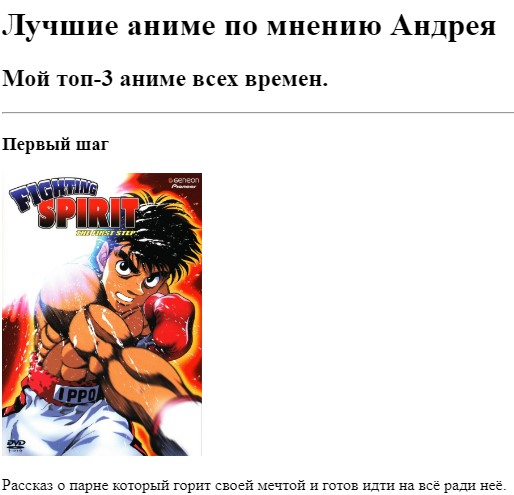 Лучшие аниме по мнению Андрея
Мой топ-3 аниме всех времен.
Первый шаг
GENEON
Pioneer
FIGHTING
SPIRIT
THE FIRST STEP
IPPO
DVD
VIDEO
Рассказ о парне который горит своей мечтой и готов идти на всё ради неё.